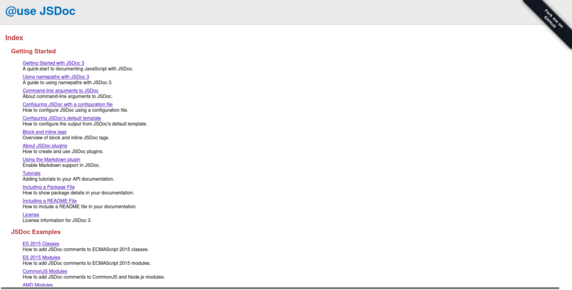 @use JSDoc
Fork me on GitHub
Index
Getting Started
Getting Started with JSDoc 3
A quick-start to documenting JavaScript with JSDoc.
Using namepaths with JSDoc 3
A guide to using namepaths with JSDoc 3.
Command-line arguments to JSDoc
About command-line arguments to JSDoc.
Configuring JSDoc with a configuration file
How to configure JSDoc using a configuration file.
Configuring JSDoc's default template
How to configure the output from JSDoc's default template.
Block and inline tags
Overview of block and inline JSDoc tags.
About JSDoc plugins
How to create and use JSDoc plugins.
Using the Markdown plugin
Enable Markdown support in JSDoc.
Tutorials
Adding tutorials to your API documentation.
Including a Package File
How to show package details in your documentation.
Including a README File
How to include a README file in your documentation.
License
License information for JSDoc 3.
JSDoc Examples
ES 2015 Classes
How to add JSDoc comments to ECMAScript 2015 classes.
ES 2015 Modules
How to add JSDoc comments to ECMAScript 2015 modules.
CommonJS Modules
How to add JSDoc comments to CommonJS and Node.js modules.
AMD Modules